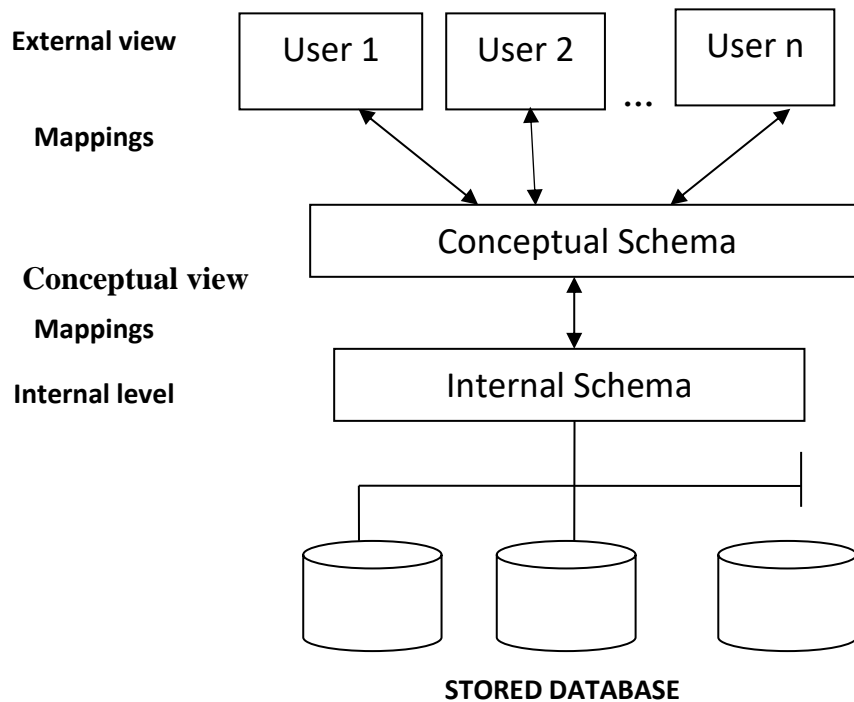 External view
User 1
User 2
...
User n
Mappings
Conceptual Schema
Conceptual view
Mappings
Internal level
Internal Schema
STORED DATABASE